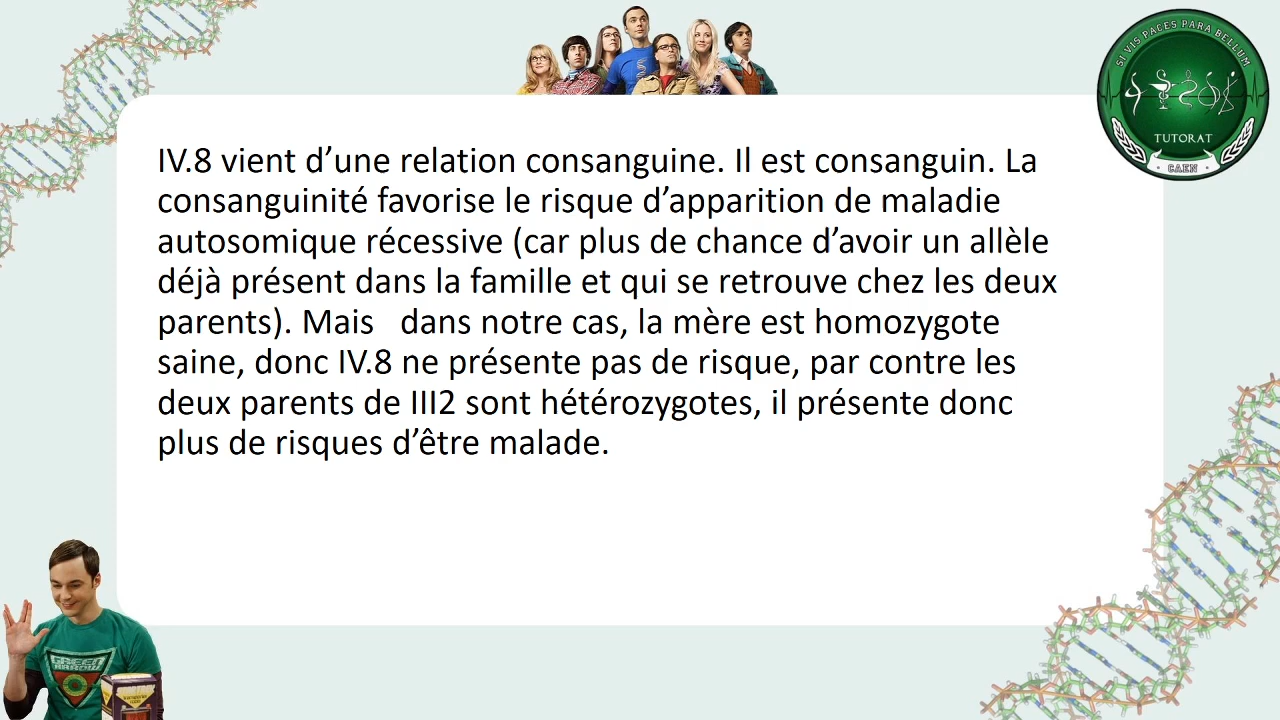 SI VIS PACES PARA BELLUM
TUTORAT
CAEN
IV.8 vient d’une relation consanguine. Il est consanguin. La
consanguinité favorise le risque d’apparition de maladie
autosomique récessive (car plus de chance d’avoir un allèle
déjà présent dans la famille et qui se retrouve chez les deux
parents). Mais   dans notre cas, la mère est homozygote
saine, donc IV.8 ne présente pas de risque, par contre les
deux parents de III2 sont hétérozygotes, il présente donc
plus de risques d’être malade.
GREEN
ARROW